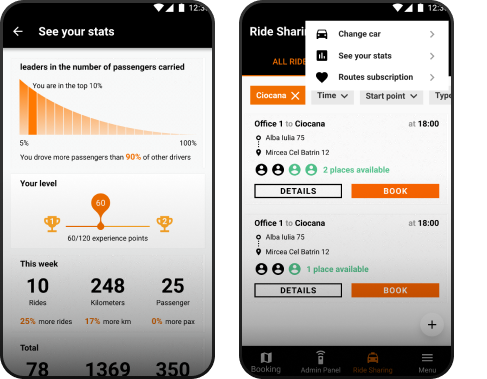 12:3
See your stats
leaders in the number of passengers carried
You are in the top 10%
5%
100%
You drove more passengers than 90% of other drivers
Your level
60
1
2
60/120 experience points
This week
10
248
25
Rides
Kilometers
Passenger
25% more rides
17% more km
0% more pax
Total
78
1369
350
12:3
Ride Sharin
Change car
See your stats
Routes subscription
ALL RIDE
Ciocana
Time
Start point
Type
Office 1 to Ciocana
at 18:00
Alba Iulia 75
Mircea Cel Batrin 12
2 places available
DETAILS
BOOK
Office 1 to Ciocana
at 18:00
Alba Iulia 75
Mircea Cel Batrin 12
1 place available
DETAILS
BOOK
Booking
Admin Panel
Ride Sharing
Menu